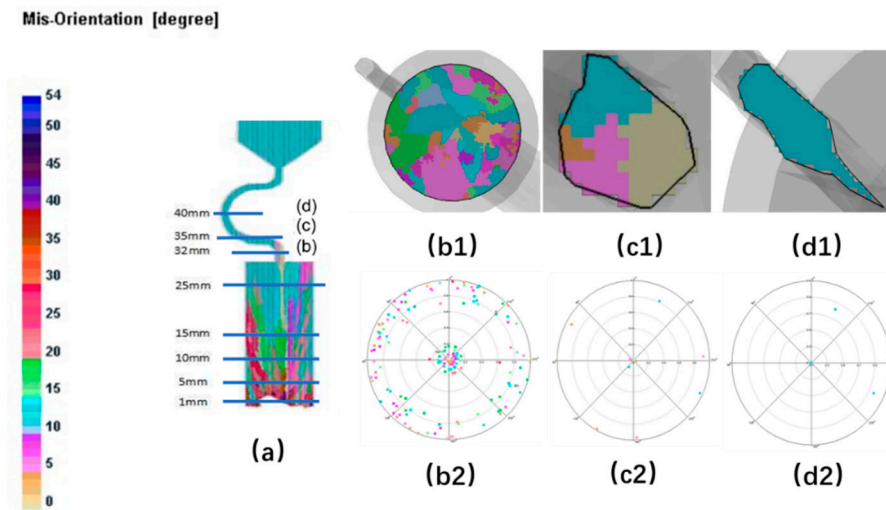 Mis-Orientation [degree]
54
50
45
40
35
30
25
20
15
10
5
0
40mm
35mm
32mm
25mm
15mm
10mm
5mm
1mm
(d)
(c)
(b)
(a)
(b1)
(c1)
(d1)
(b2)
(c2)
(d2)